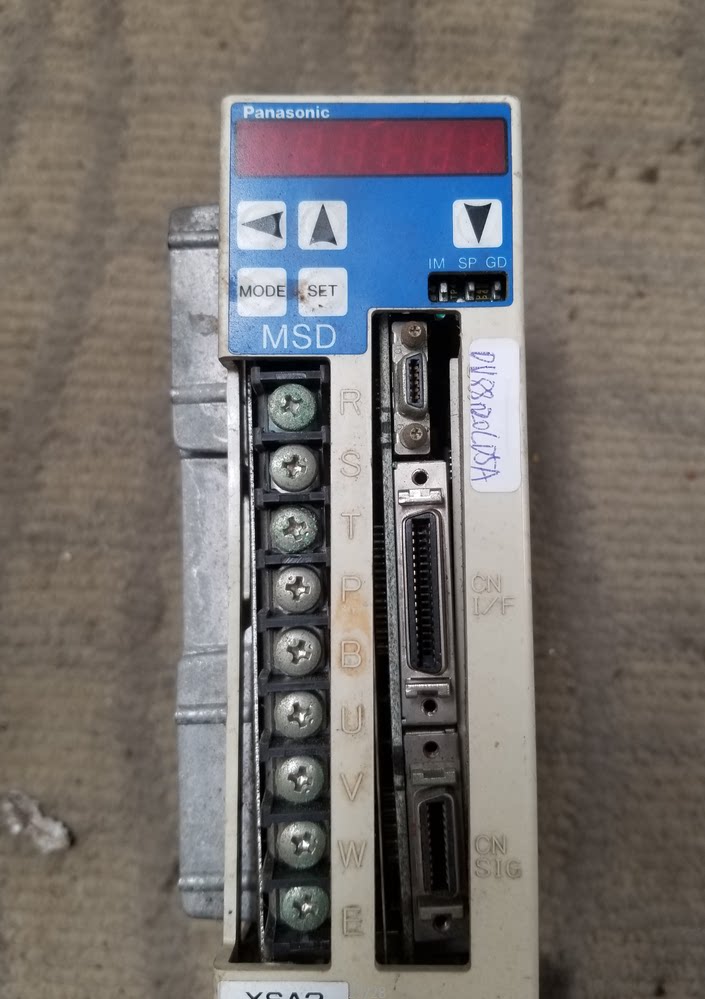 Panasonic
IM SP GD
MODE SET
MSD
R
S
T
P
B
U
V
W
E
CN
I/F
CN
SIG